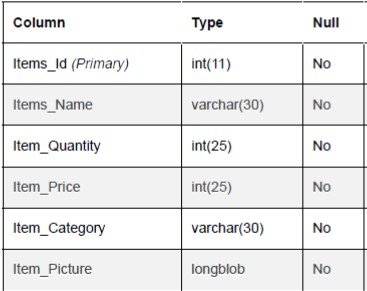 Column Type Null
Items_Id (Primary) int(11) No
Items_Name varchar(30) No
Item_Quantity int(25) No
Item_Price int(25) No
Item_Category varchar(30) No
Item_Picture longblob No